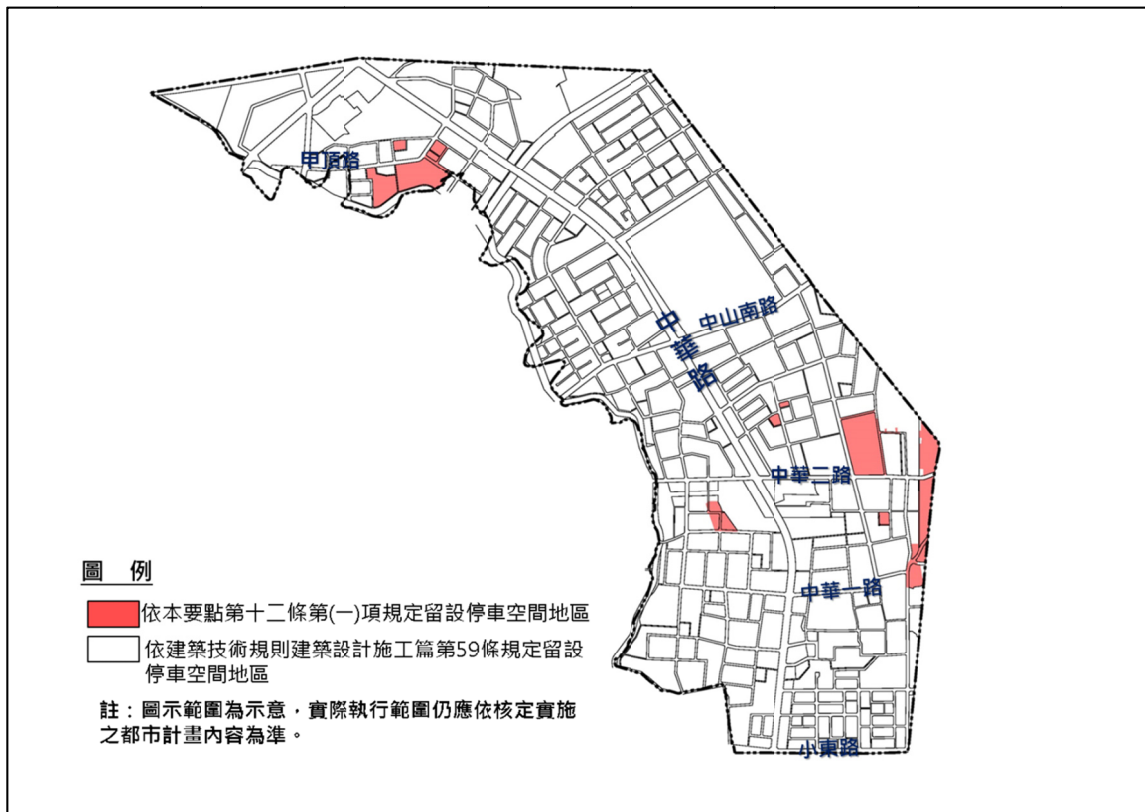 甲頂路
中山南路
中華路
中華二路
中華一路
小東路
圖 例
依本要點第十二條第(一)項規定留設停車空間地區
依建築技術規則建築設計施工篇第59條規定留設
停車空間地區
註：圖示範圍為示意，實際執行範圍仍應依核定實施
之都市計畫內容為準。